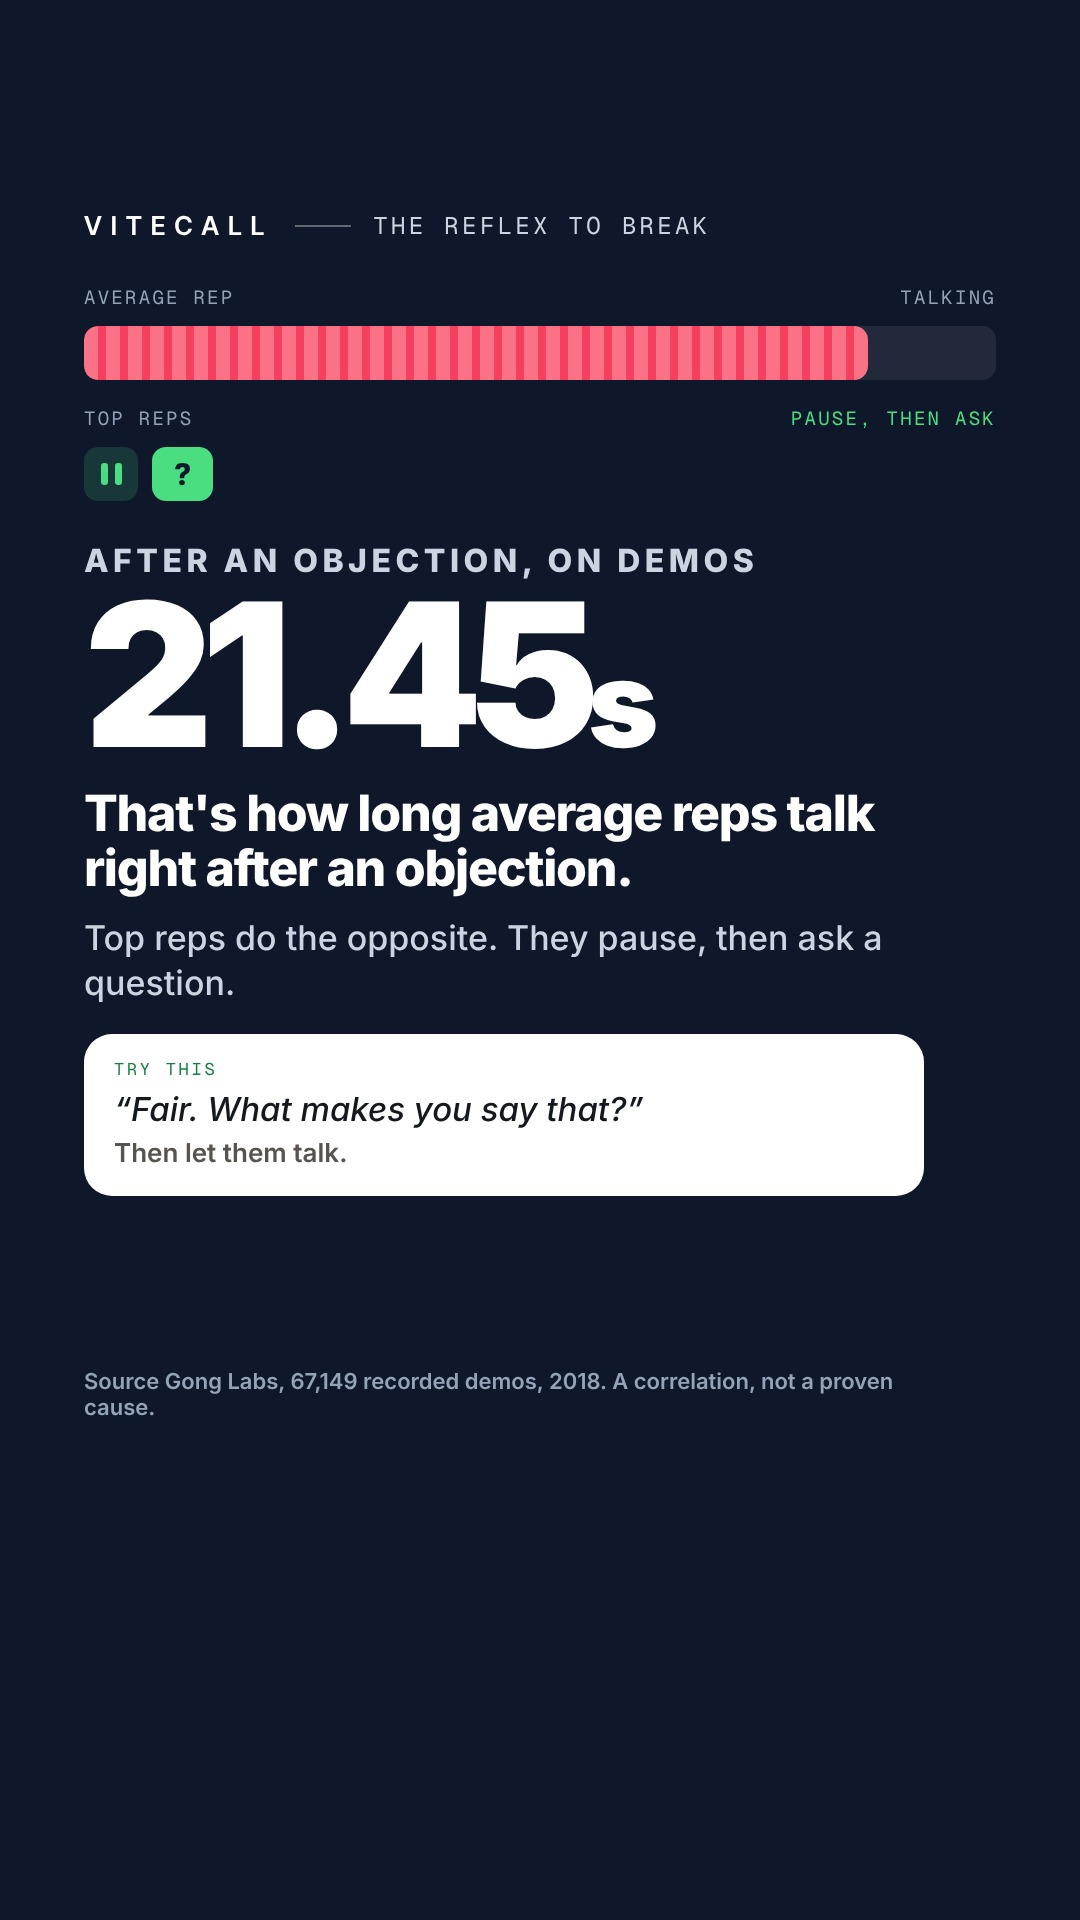 VITECALL — THE REFLEX TO BREAK
AVERAGE REP TALKING
TOP REPS PAUSE, THEN ASK
?
AFTER AN OBJECTION, ON DEMOS
21.45s
That's how long average reps talk
right after an objection.
Top reps do the opposite. They pause, then ask a
question.
TRY THIS
“Fair. What makes you say that?”
Then let them talk.
Source Gong Labs, 67,149 recorded demos, 2018. A correlation, not a proven
cause.